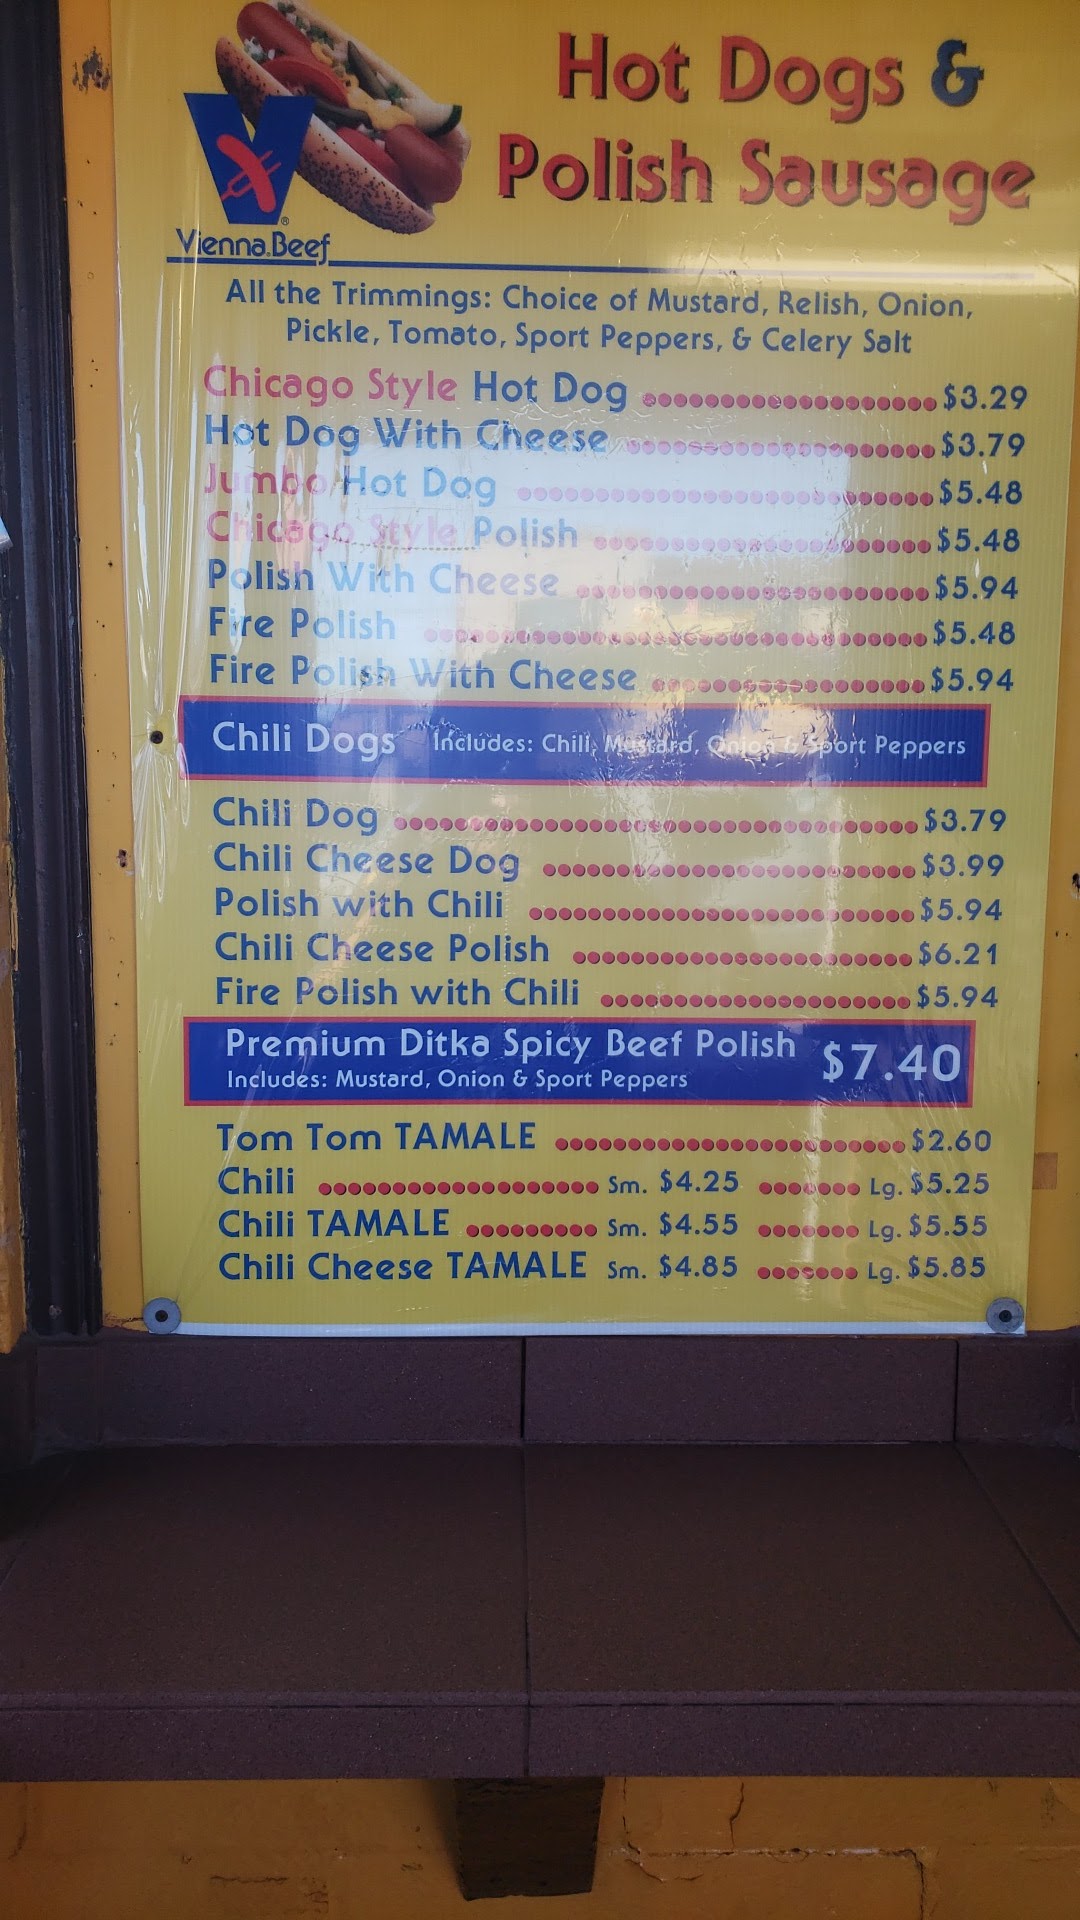 Hot Dogs &
Polish Sausage
Vienna® Beef
All the Trimmings: Choice of Mustard, Relish, Onion,
Pickle, Tomato, Sport Peppers, & Celery Salt
Chicago Style Hot Dog $3.29
Hot Dog With Cheese $3.79
Jumbo Hot Dog $5.48
Chicago Style Polish $5.48
Polish With Cheese $5.94
Fire Polish $5.48
Fire Polish With Cheese $5.94
Chili Dogs Includes: Chili, Mustard, Onion & Sport Peppers
Chili Dog $3.79
Chili Cheese Dog $3.99
Polish with Chili $5.94
Chili Cheese Polish $6.21
Fire Polish with Chili $5.94
Premium Ditka Spicy Beef Polish $7.40
Includes: Mustard, Onion & Sport Peppers
Tom Tom TAMALE $2.60
Chili Sm. $4.25 Lg. $5.25
Chili TAMALE Sm. $4.55 Lg. $5.55
Chili Cheese TAMALE Sm. $4.85 Lg. $5.85